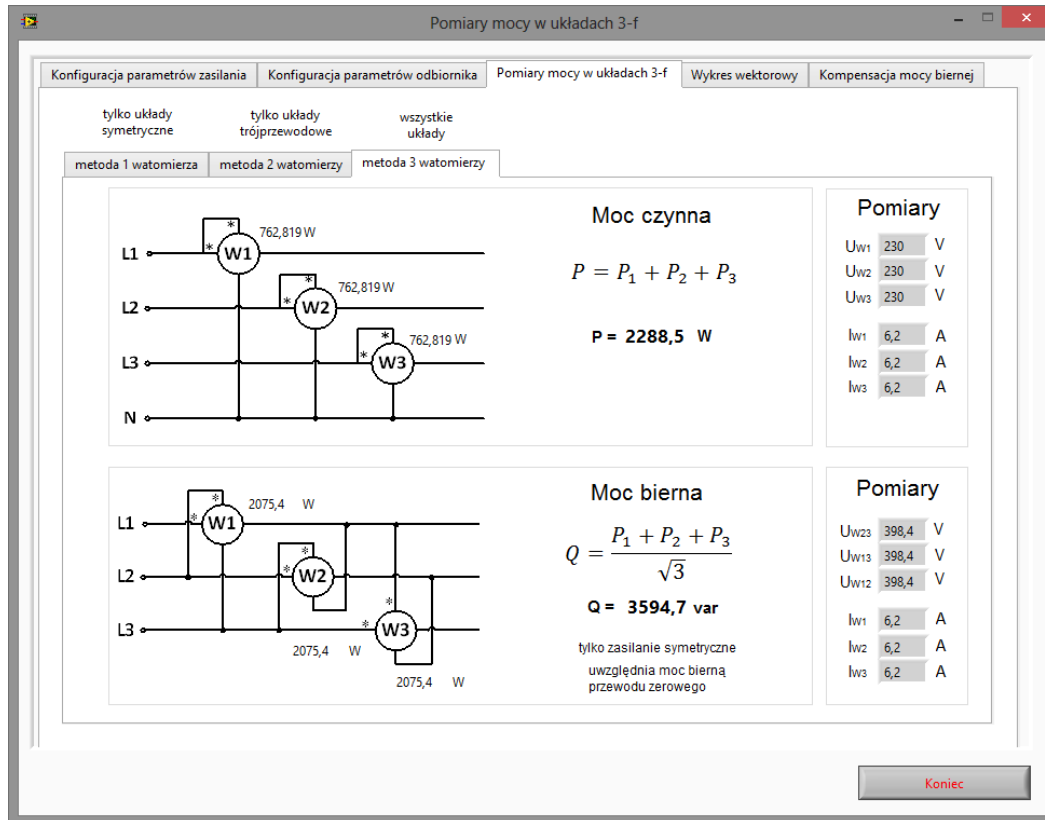 Pomiary mocy w układach 3-f
Konfiguracja parametrów zasilania
Konfiguracja parametrów odbiornika
Pomiary mocy w układach 3-f
Wykres wektorowy
Kompensacja mocy biernej
tylko układy
symetryczne
tylko układy
trójprzewodowe
wszystkie
układy
metoda 1 watomierza
metoda 2 watomierzy
metoda 3 watomierzy
L1
*
*
W1
762,819 W
L2
*
*
W2
762,819 W
L3
*
*
W3
762,819 W
N
Moc czynna
P = P₁ + P₂ + P₃
P = 2288,5 W
Pomiary
Uw1 230 V
Uw2 230 V
Uw3 230 V
Iw1 6,2 A
Iw2 6,2 A
Iw3 6,2 A
L1
*
*
W1
2075,4 W
L2
*
*
W2
2075,4 W
L3
*
*
W3
2075,4 W
Moc bierna
Q = (P₁ + P₂ + P₃) / √3
Q = 3594,7 var
tylko zasilanie symetryczne
uwzględnia moc bierną
przewodu zerowego
Pomiary
Uw23 398,4 V
Uw13 398,4 V
Uw12 398,4 V
Iw1 6,2 A
Iw2 6,2 A
Iw3 6,2 A
Koniec